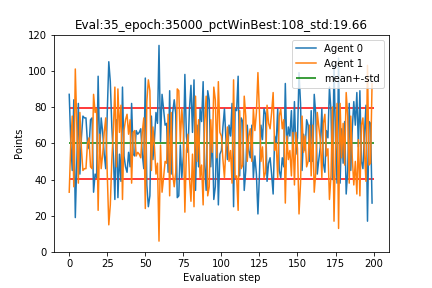 Eval:35_epoch:35000_pctWinBest:108_std:19.66
120
100
80
60
40
20
0
Points
Agent 0
Agent 1
mean+-std
0 25 50 75 100 125 150 175 200
Evaluation step